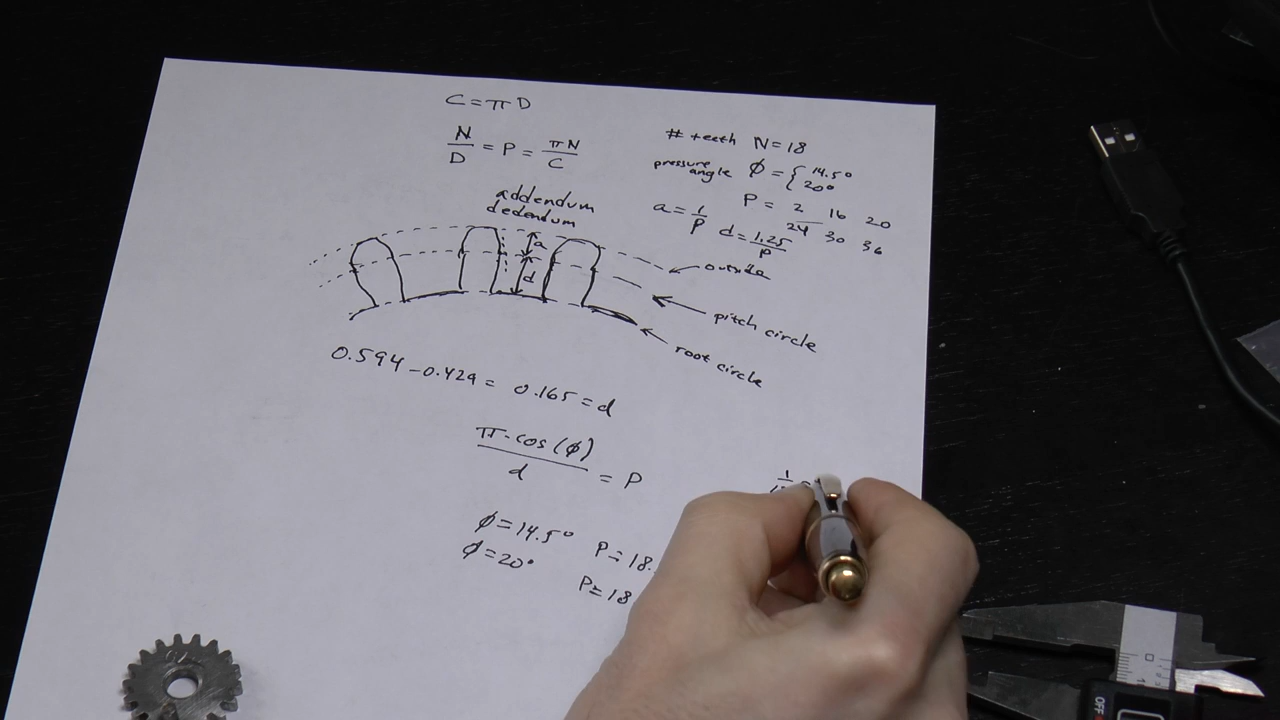 C = π D
N/D = P = πN/C
# teeth N = 18
pressure angle ϕ = { 14.5° 20°
P = 2 16 20
24 30 36
a = 1/P d = 1.25/P
addendum
dedendum
a
d
outside
pitch circle
root circle
0.594 - 0.429 = 0.165 = d
π·cos(ϕ)/d = P
ϕ = 14.5° P = 18.
ϕ = 20° P = 18
OFF